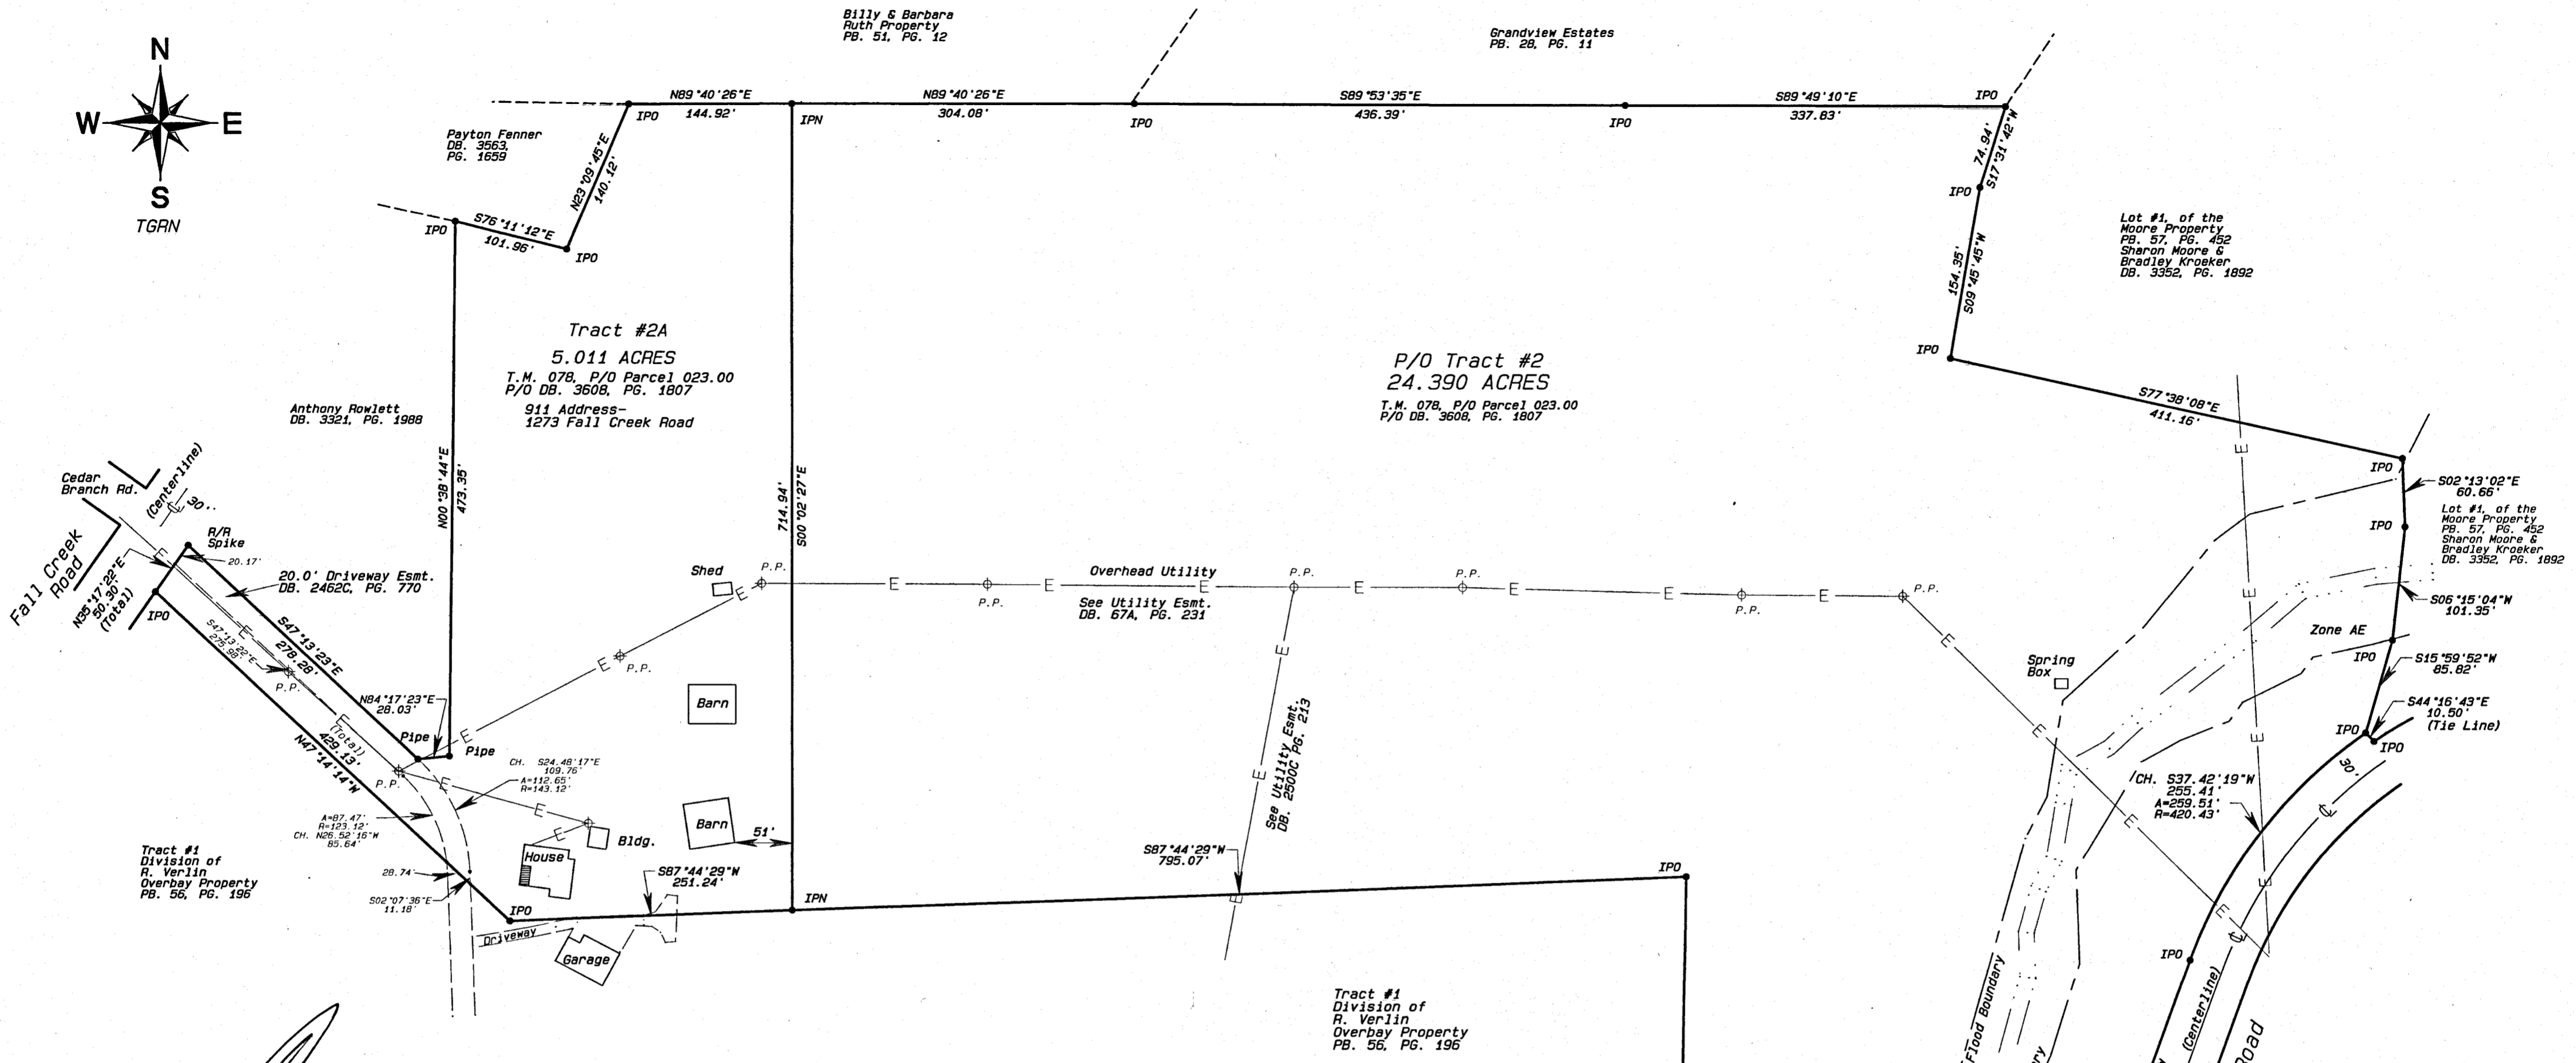 Billy & Barbara
Ruth Property
PB. 51, PG. 12
Grandview Estates
PB. 28, PG. 11
N
W
E
S
TGRN
N89°40'26"E
144.92'
N89°40'26"E
304.08'
S89°53'35"E
436.39'
S89°49'10"E
337.83'
IPO
IPO
IPN
IPO
IPO
Payton Fenner
DB. 3563,
PG. 1659
N23°09'45"E
140.12'
74.94'
S17°31'42"W
IPO
S76°11'12"E
101.96'
IPO
IPO
154.35'
S09°45'45"W
IPO
Lot #1, of the
Moore Property
PB. 57, PG. 452
Sharon Moore &
Bradley Kroeker
DB. 3352, PG. 1892
Tract #2A
5.011 ACRES
T.M. 078, P/O Parcel 023.00
P/O DB. 3608, PG. 1807
911 Address-
1273 Fall Creek Road
P/O Tract #2
24.390 ACRES
T.M. 078, P/O Parcel 023.00
P/O DB. 3608, PG. 1807
S77°38'08"E
411.16'
Anthony Rowlett
DB. 3321, PG. 1988
N00°38'44"E
473.35'
714.94'
S00°02'27"E
IPO
S02°13'02"E
60.66'
IPO
Lot #1, of the
Moore Property
PB. 57, PG. 452
Sharon Moore &
Bradley Kroeker
DB. 3352, PG. 1892
Cedar
Branch Rd.
(Centerline)
30'
Fall Creek
Road
R/R
Spike
20.17'
N35°17'22"E
50.30'
(Total)
IPO
20.0' Driveway Esmt.
DB. 2462C, PG. 770
S47°13'23"E
278.28'
S47°13'22"E
275.98'
P.P.
Shed
P.P.
E
E
P.P.
E
Overhead Utility
See Utility Esmt.
DB. 67A, PG. 231
E
P.P.
E
P.P.
E
E
P.P.
E
P.P.
E
E
P.P.
E
E
E
S06°15'04"W
101.35'
Zone AE
IPO
S15°59'52"W
85.82'
Spring
Box
S44°16'43"E
10.50'
(Tie Line)
IPO
IPO
E
E
E
E
E
E
E
E
See Utility Esmt.
DB. 2500C PG. 213
Barn
N84°17'23"E
28.03'
Pipe
Pipe
E
(Total)
429.13'
N47°14'14"W
E
E
E
P.P.
CH. S24.48'17"E
109.76'
A=112.65'
R=143.12'
E
E
E
A=87.47'
R=123.12'
CH. N26.52'16"W
85.64'
Barn
51'
Bldg.
House
30'
CH. S37.42'19"W
255.41'
A=259.51'
R=420.43'
S87°44'29"W
251.24'
S87°44'29"W
795.07'
IPO
Tract #1
Division of
R. Verlin
Overbay Property
PB. 56, PG. 196
28.74'
S02°07'36"E
11.18'
IPO
IPN
E
Driveway
Garage
IPO
Tract #1
Division of
R. Verlin
Overbay Property
PB. 56, PG. 196
Flood Boundary
(Centerline)